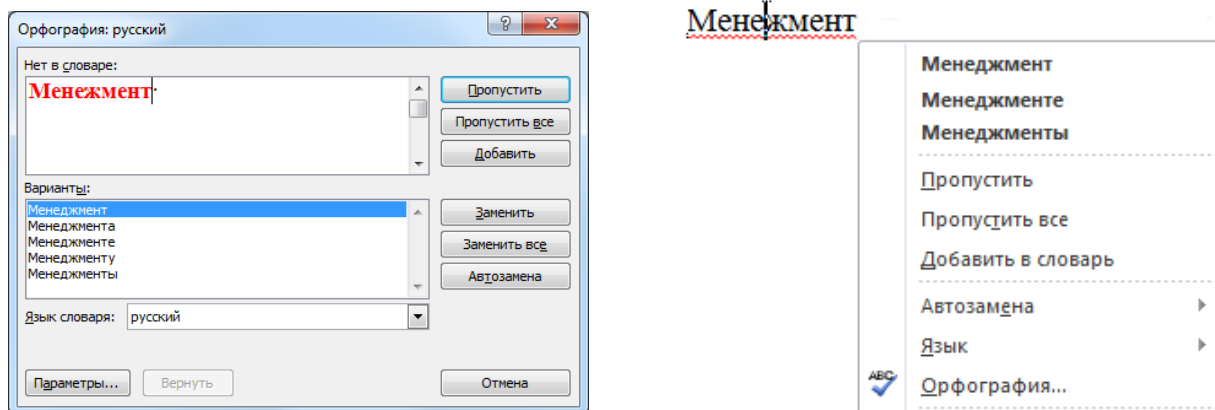 Орфография: русский
Нет в словаре:
Менежмент
Пропустить
Пропустить все
Добавить
Варианты:
Менеджмент
Менеджмента
Менеджменте
Менеджменту
Менеджменты
Заменить
Заменить все
Автозамена
Язык словаря: русский
Параметры...
Вернуть
Отмена
Менежмент
Менеджмент
Менеджменте
Менеджменты
Пропустить
Пропустить все
Добавить в словарь
Автозамена
Язык
ABC
Орфография...